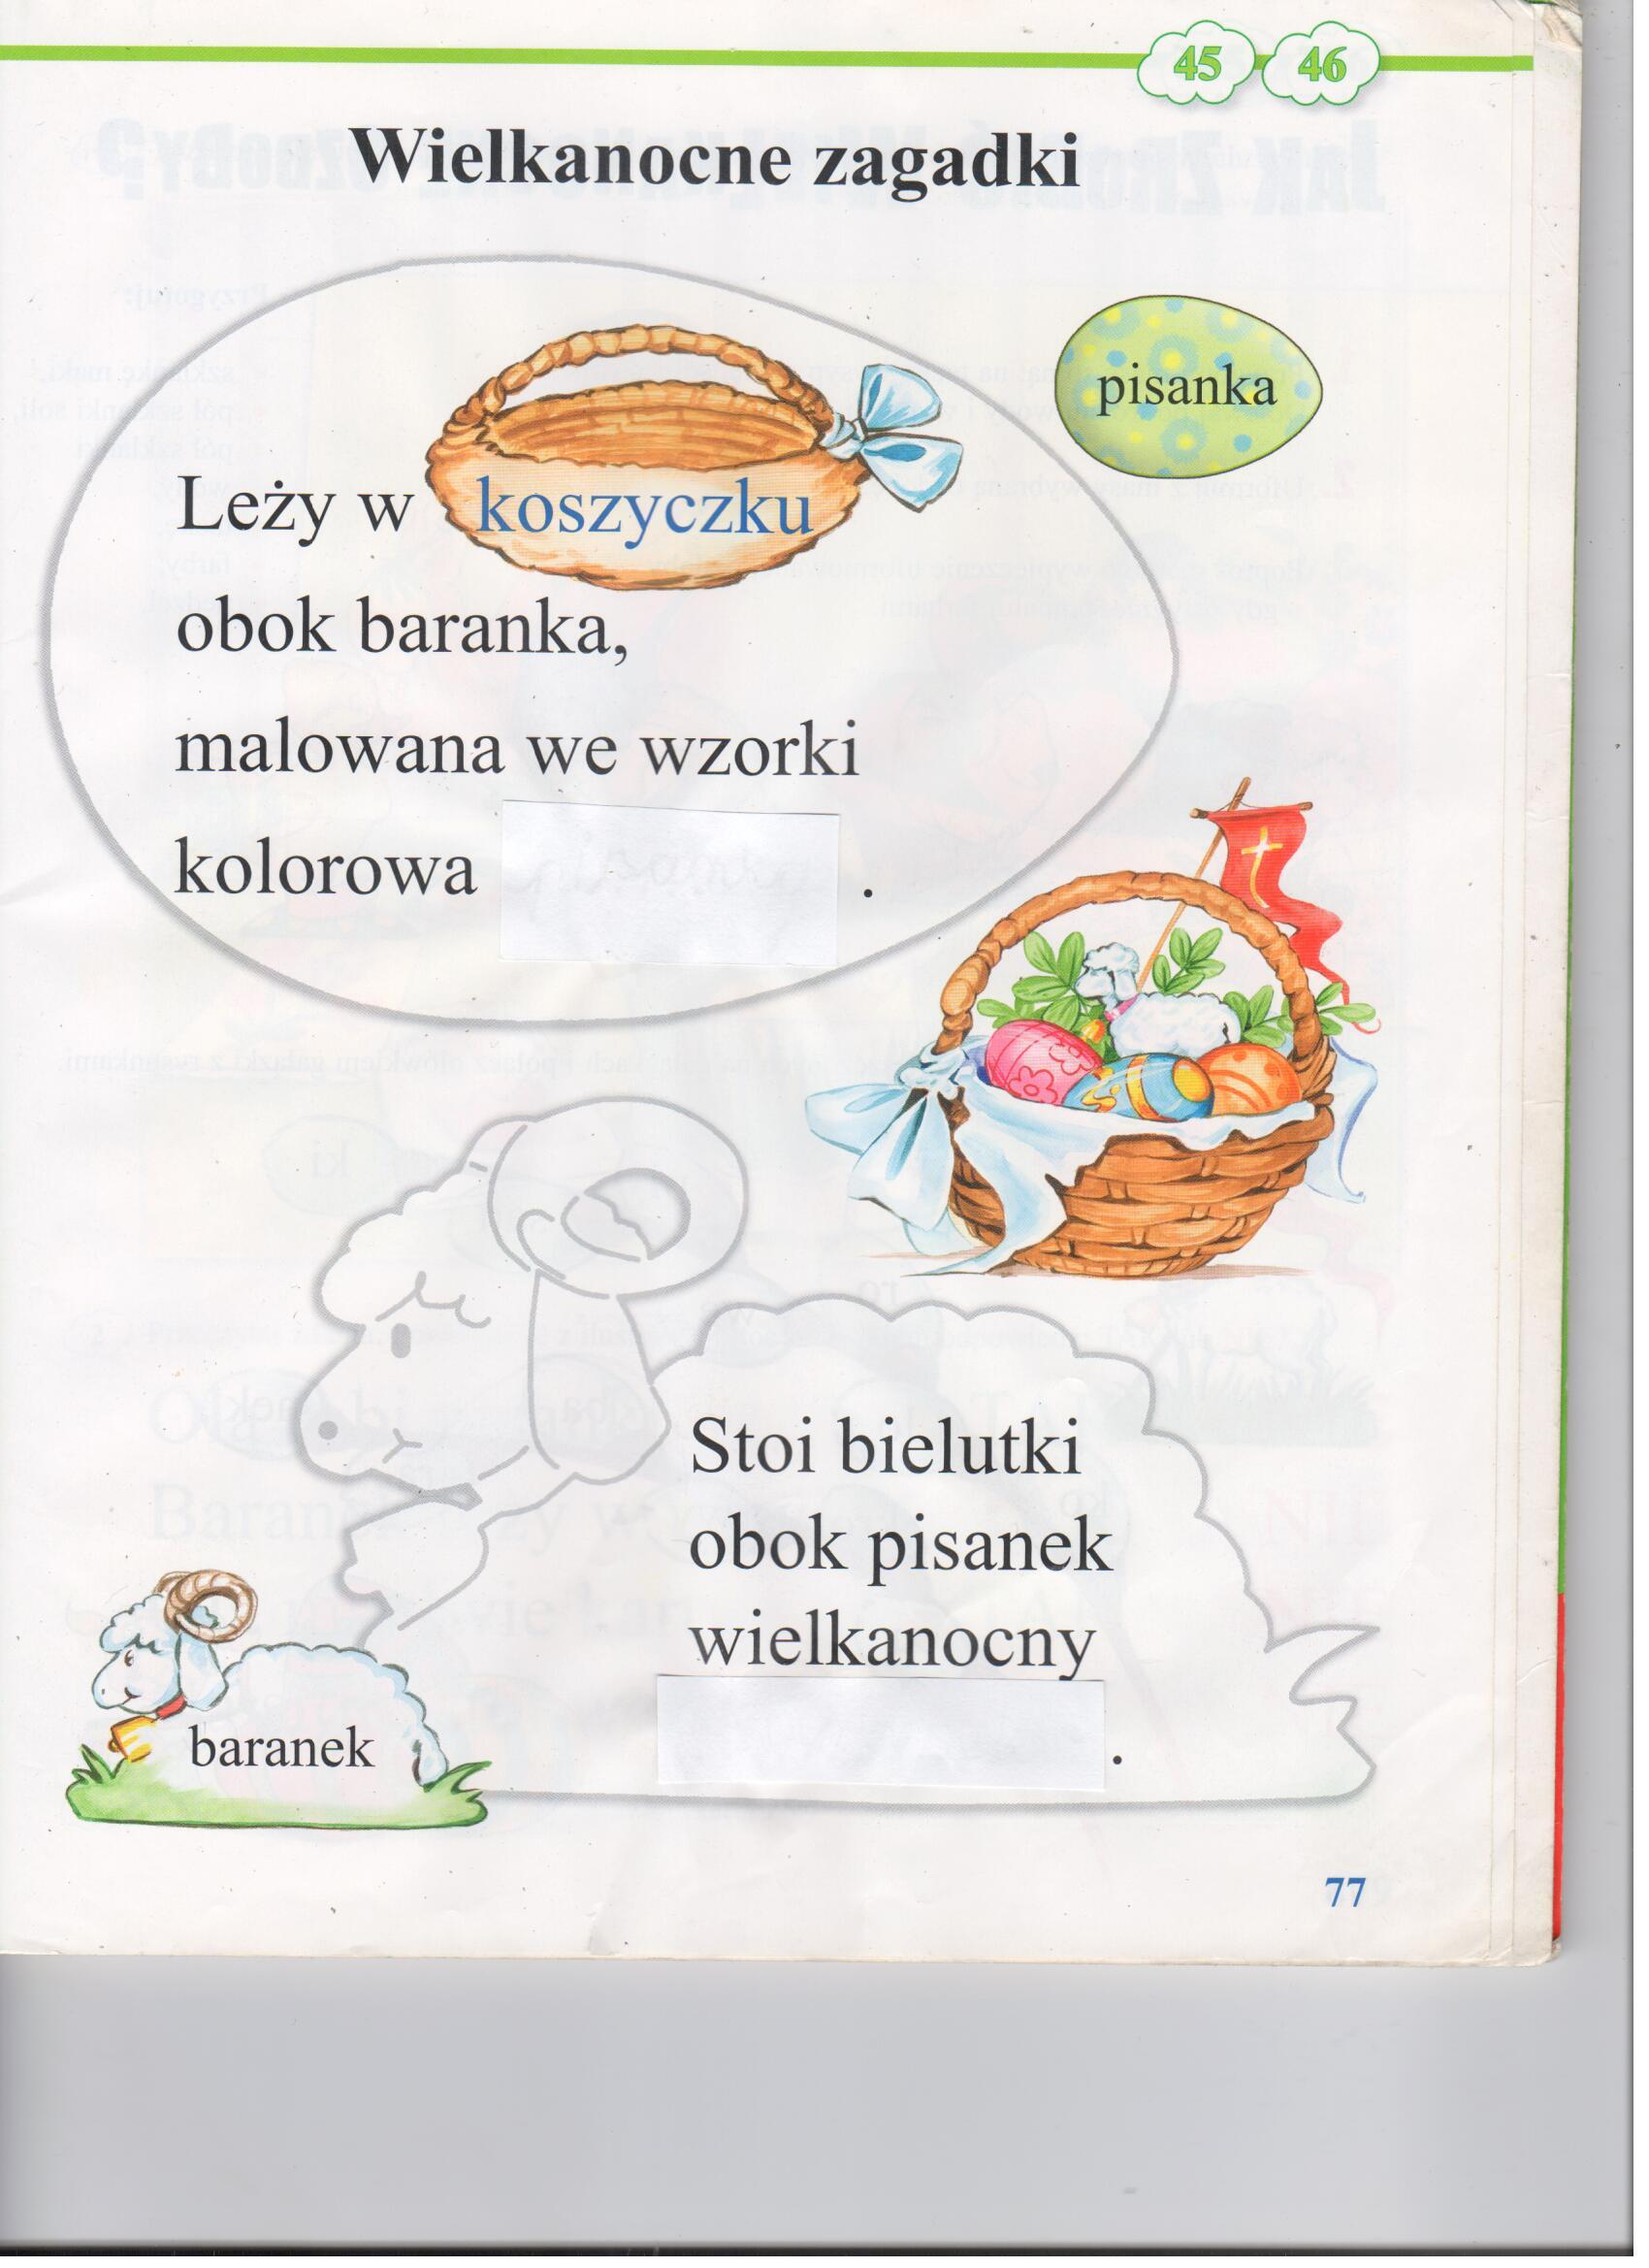 45 46
Wielkanocne zagadki
pisanka
Leży w koszyczku
obok baranka,
malowana we wzorki
kolorowa .
Stoi bielutki
obok pisanek
wielkanocny
.
baranek
77